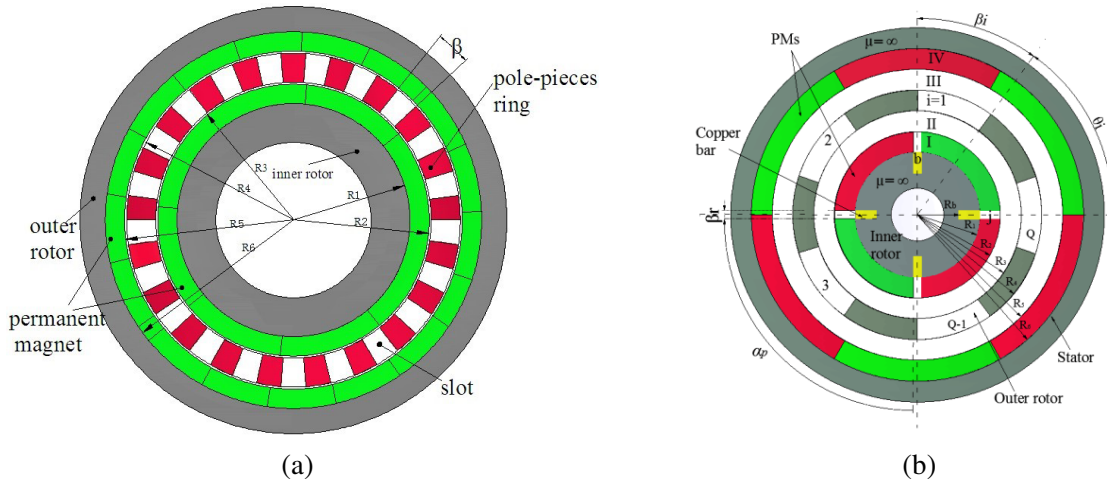 β
pole-pieces
ring
inner rotor
R3
R4
R1
R2
R5
R6
outer
rotor
permanent
magnet
slot
(a)
βi
PMs
μ=∞
IV
III
i=1
II
I
θi
Copper
bar
2
b
μ=∞
Rb
βr
j
R1
R2
Q
Inner
rotor
R3
R4
R5
3
Q-1
αp
Stator
Outer rotor
(b)